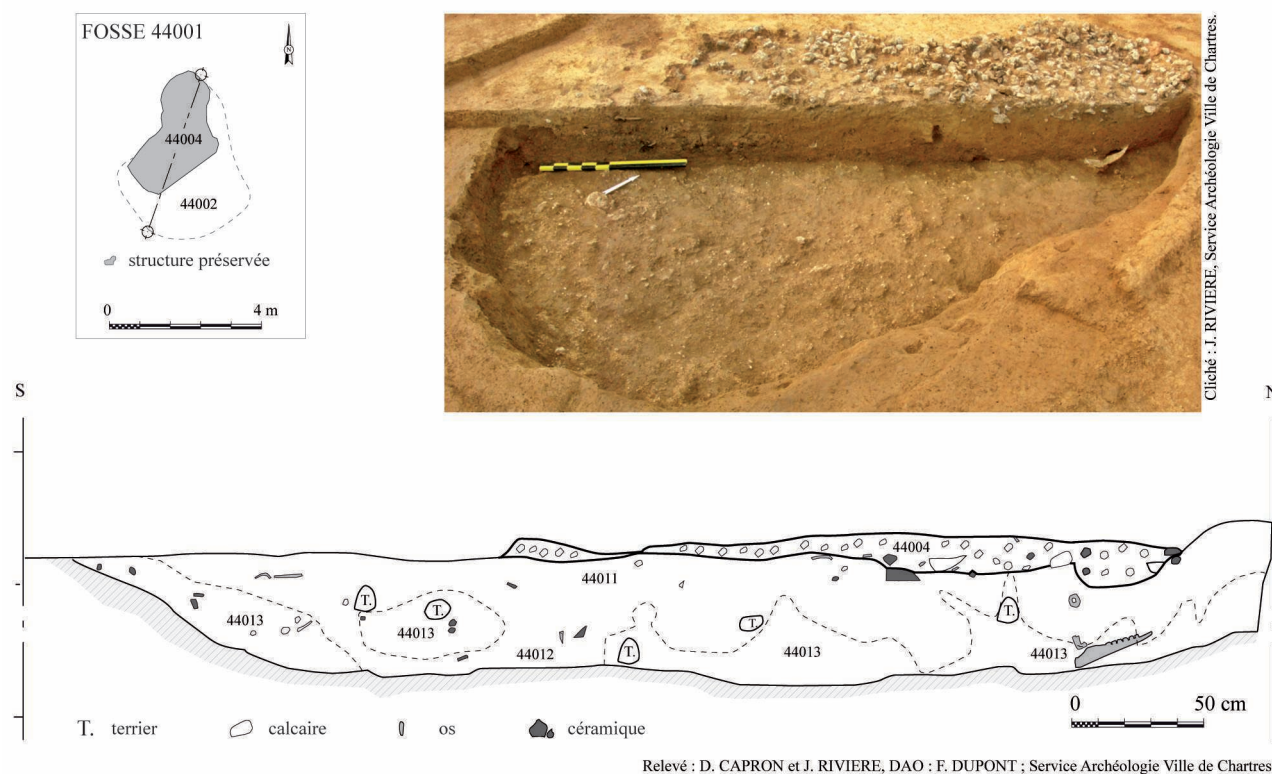 FOSSE 44001
N
44004
44002
structure préservée
0 4 m
Cliché : J. RIVIERE, Service Archéologie Ville de Chartres.
S N
44004
44011
T. T. T.
44013 44013 T.
44012 T. 44013 44013
0 50 cm
T. terrier calcaire os céramique
Relevé : D. CAPRON et J. RIVIERE, DAO : F. DUPONT ; Service Archéologie Ville de Chartres